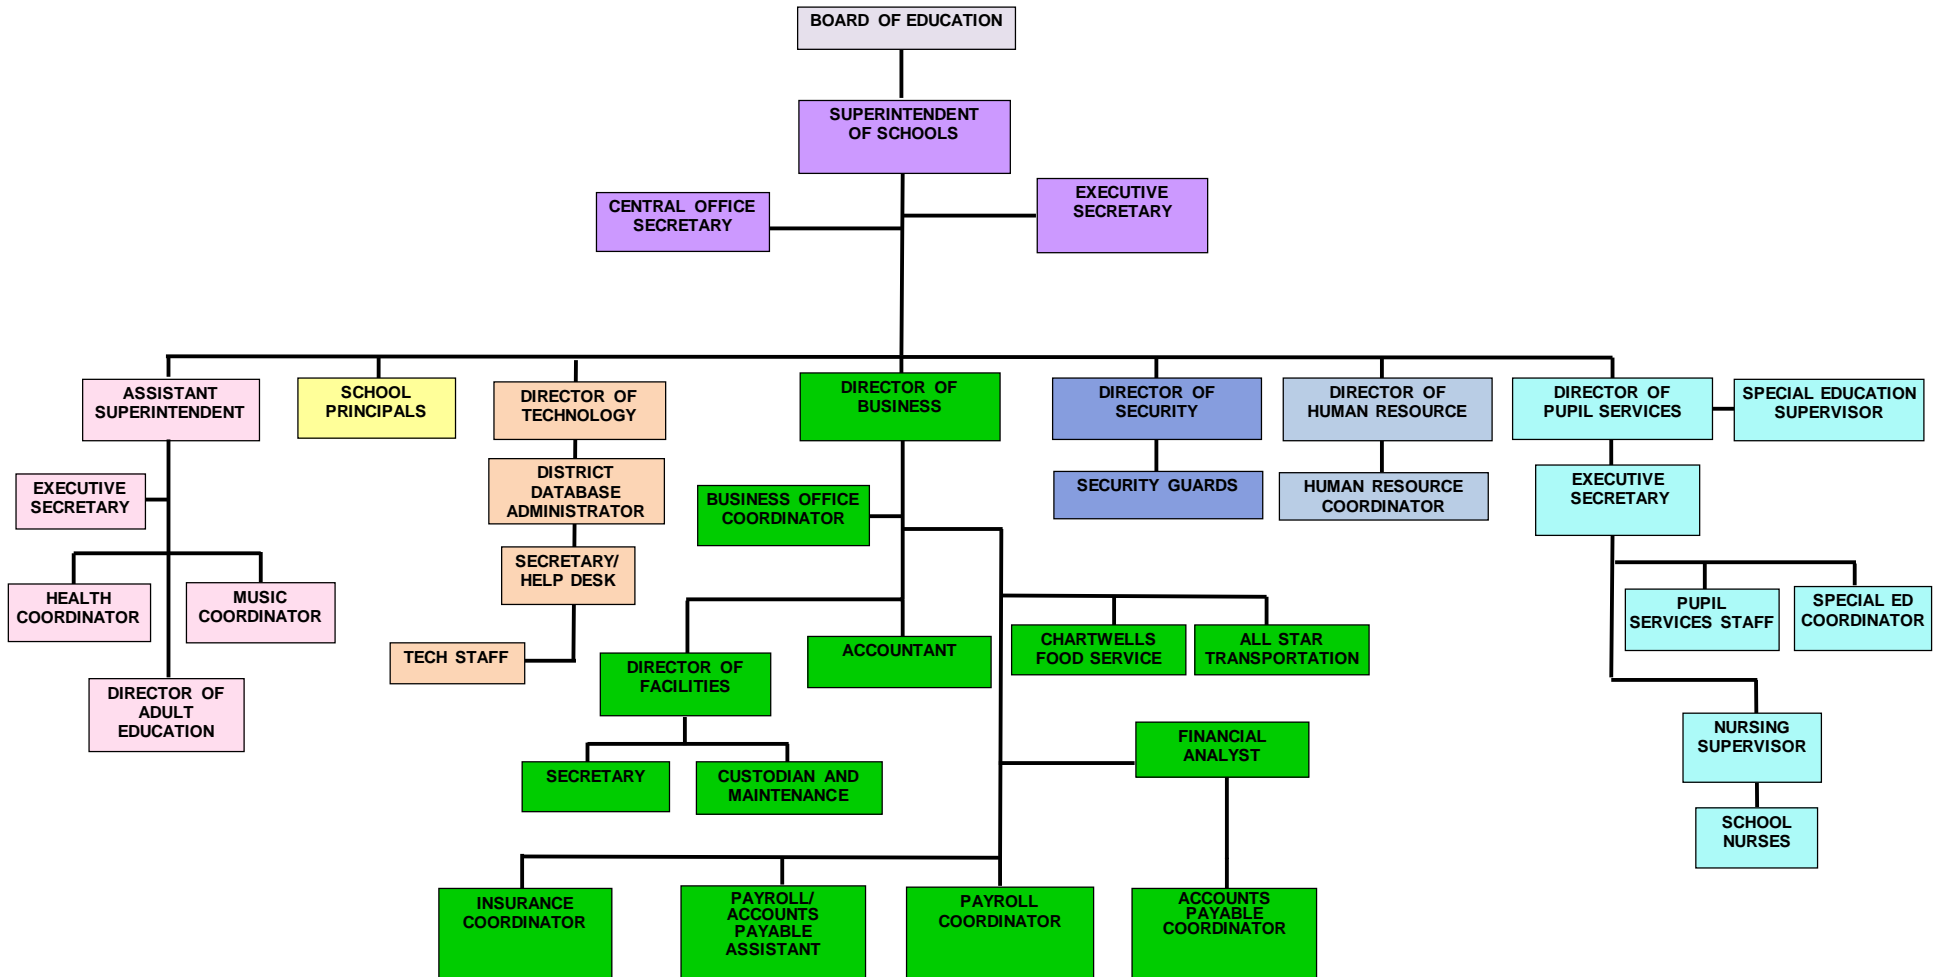 BOARD OF EDUCATION
SUPERINTENDENT
OF SCHOOLS
CENTRAL OFFICE
SECRETARY
EXECUTIVE
SECRETARY
ASSISTANT
SUPERINTENDENT
SCHOOL
PRINCIPALS
DIRECTOR OF
TECHNOLOGY
DIRECTOR OF
BUSINESS
DIRECTOR OF
SECURITY
DIRECTOR OF
HUMAN RESOURCE
DIRECTOR OF
PUPIL SERVICES
SPECIAL EDUCATION
SUPERVISOR
EXECUTIVE
SECRETARY
DISTRICT
DATABASE
ADMINISTRATOR
BUSINESS OFFICE
COORDINATOR
SECURITY GUARDS
HUMAN RESOURCE
COORDINATOR
EXECUTIVE
SECRETARY
HEALTH
COORDINATOR
MUSIC
COORDINATOR
SECRETARY/
HELP DESK
TECH STAFF
DIRECTOR OF
FACILITIES
ACCOUNTANT
CHARTWELLS
FOOD SERVICE
ALL STAR
TRANSPORTATION
PUPIL
SERVICES STAFF
SPECIAL ED
COORDINATOR
DIRECTOR OF
ADULT
EDUCATION
SECRETARY
CUSTODIAN AND
MAINTENANCE
FINANCIAL
ANALYST
NURSING
SUPERVISOR
SCHOOL
NURSES
INSURANCE
COORDINATOR
PAYROLL/
ACCOUNTS
PAYABLE
ASSISTANT
PAYROLL
COORDINATOR
ACCOUNTS
PAYABLE
COORDINATOR